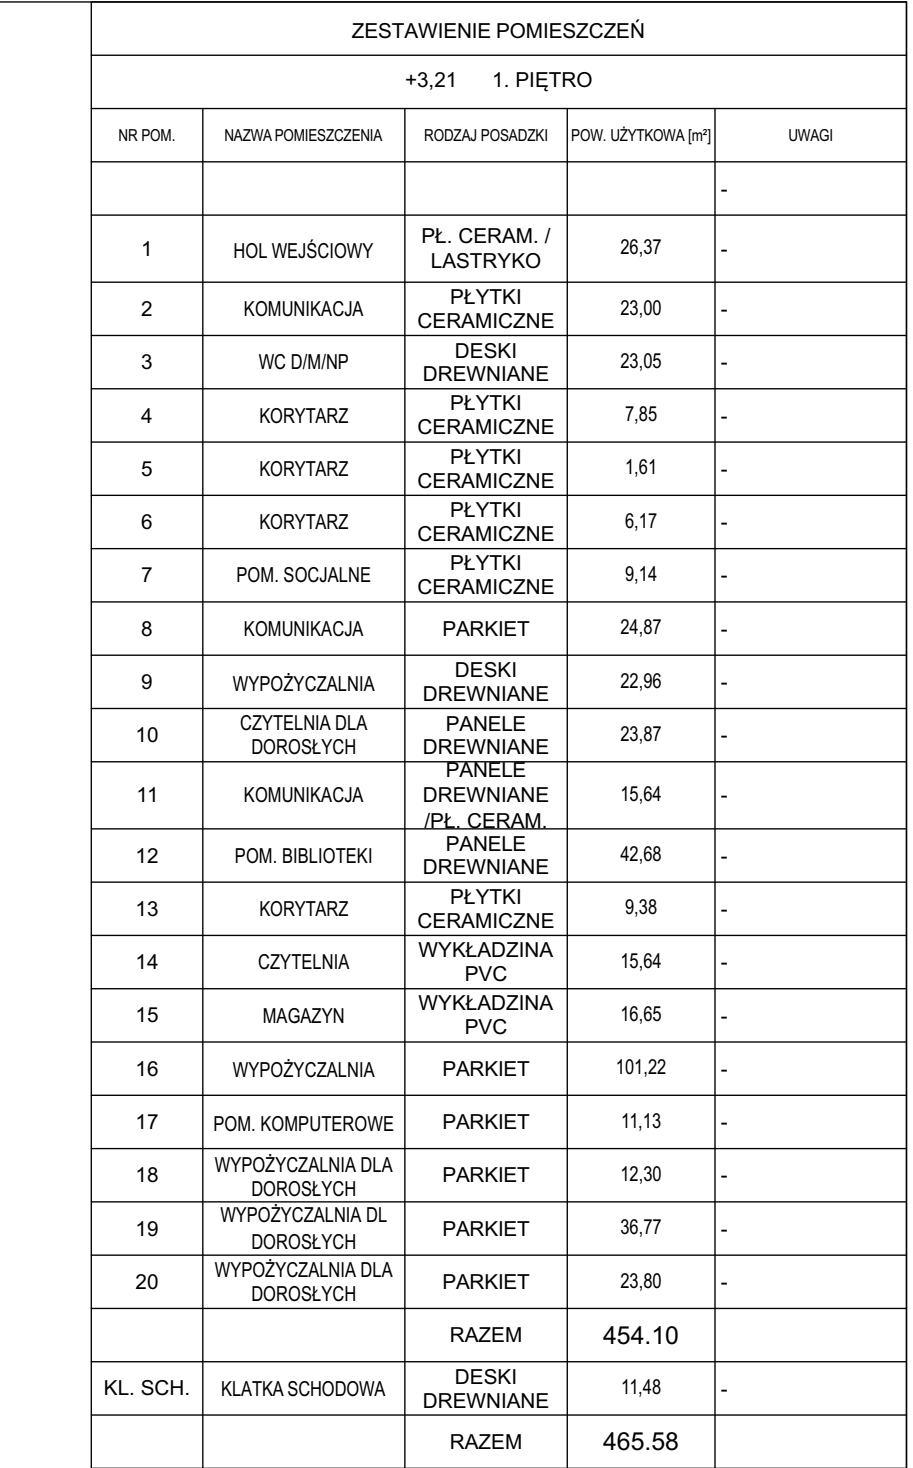 ZESTAWIENIE POMIESZCZEŃ
+3,21 1. PIĘTRO
NR POM. NAZWA POMIESZCZENIA RODZAJ POSADZKI POW. UŻYTKOWA [m²] UWAGI
-
1 HOL WEJŚCIOWY PŁ. CERAM. / LASTRYKO 26,37 -
2 KOMUNIKACJA PŁYTKI CERAMICZNE 23,00 -
3 WC D/M/NP DESKI DREWNIANE 23,05 -
4 KORYTARZ PŁYTKI CERAMICZNE 7,85 -
5 KORYTARZ PŁYTKI CERAMICZNE 1,61 -
6 KORYTARZ PŁYTKI CERAMICZNE 6,17 -
7 POM. SOCJALNE PŁYTKI CERAMICZNE 9,14 -
8 KOMUNIKACJA PARKIET 24,87 -
9 WYPOŻYCZALNIA DESKI DREWNIANE 22,96 -
10 CZYTELNIA DLA DOROSŁYCH PANELE DREWNIANE 23,87 -
11 KOMUNIKACJA PANELE DREWNIANE /PŁ. CERAM. 15,64 -
12 POM. BIBLIOTEKI PANELE DREWNIANE 42,68 -
13 KORYTARZ PŁYTKI CERAMICZNE 9,38 -
14 CZYTELNIA WYKŁADZINA PVC 15,64 -
15 MAGAZYN WYKŁADZINA PVC 16,65 -
16 WYPOŻYCZALNIA PARKIET 101,22 -
17 POM. KOMPUTEROWE PARKIET 11,13 -
18 WYPOŻYCZALNIA DLA DOROSŁYCH PARKIET 12,30 -
19 WYPOŻYCZALNIA DL DOROSŁYCH PARKIET 36,77 -
20 WYPOŻYCZALNIA DLA DOROSŁYCH PARKIET 23,80 -
RAZEM 454.10
KL. SCH. KLATKA SCHODOWA DESKI DREWNIANE 11,48 -
RAZEM 465.58